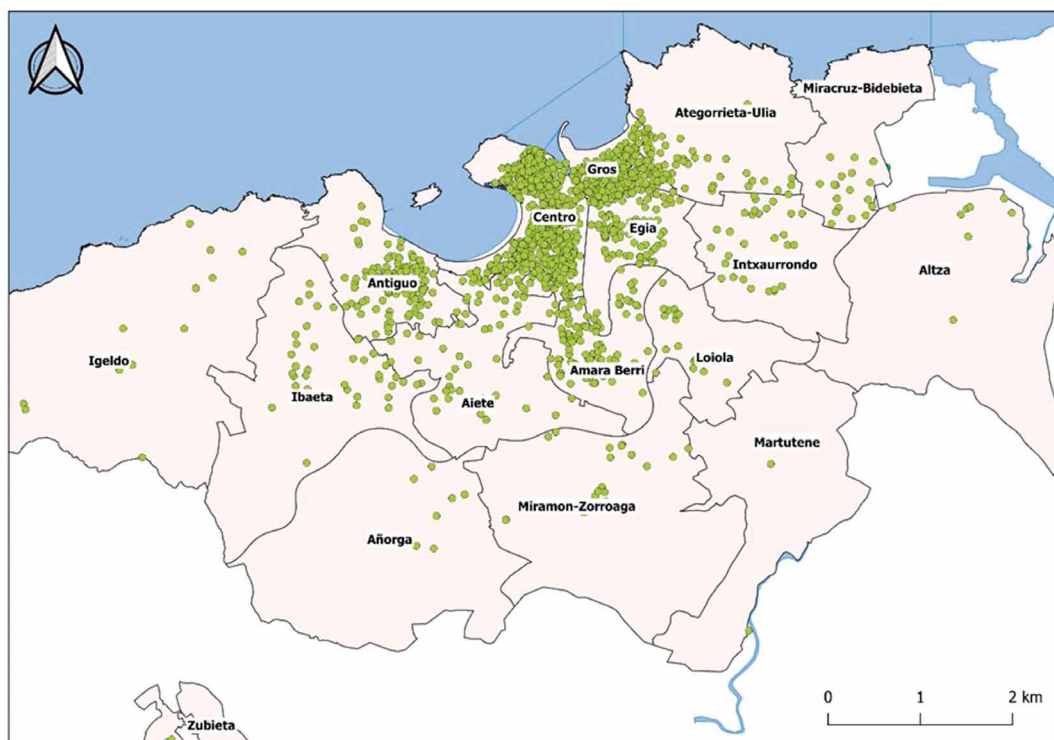 Miracruz-Bidebieta
Ategorrieta-Ulia
Gros
Centro
Egia
Intxaurrondo
Altza
Antiguo
Igeldo
Amara Berri
Loiola
Ibaeta
Aiete
Martutene
Miramon-Zorroaga
Añorga
Zubieta
0 1 2 km